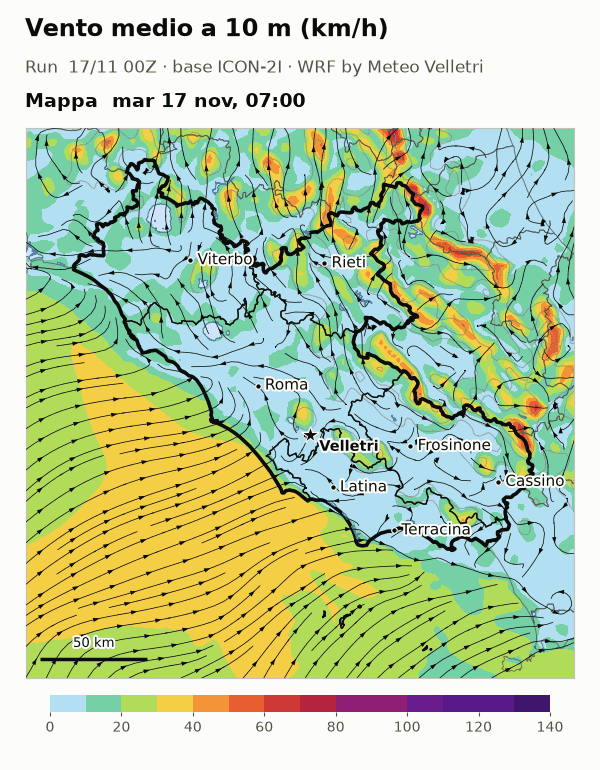 Vento medio a 10 m (km/h)
Run  17/11 00Z · base ICON-2I · WRF by Meteo Velletri
Mappa  mar 17 nov, 07:00
Viterbo
Rieti
Roma
Velletri
Frosinone
Cassino
Latina
Terracina
50 km
0 20 40 60 80 100 120 140